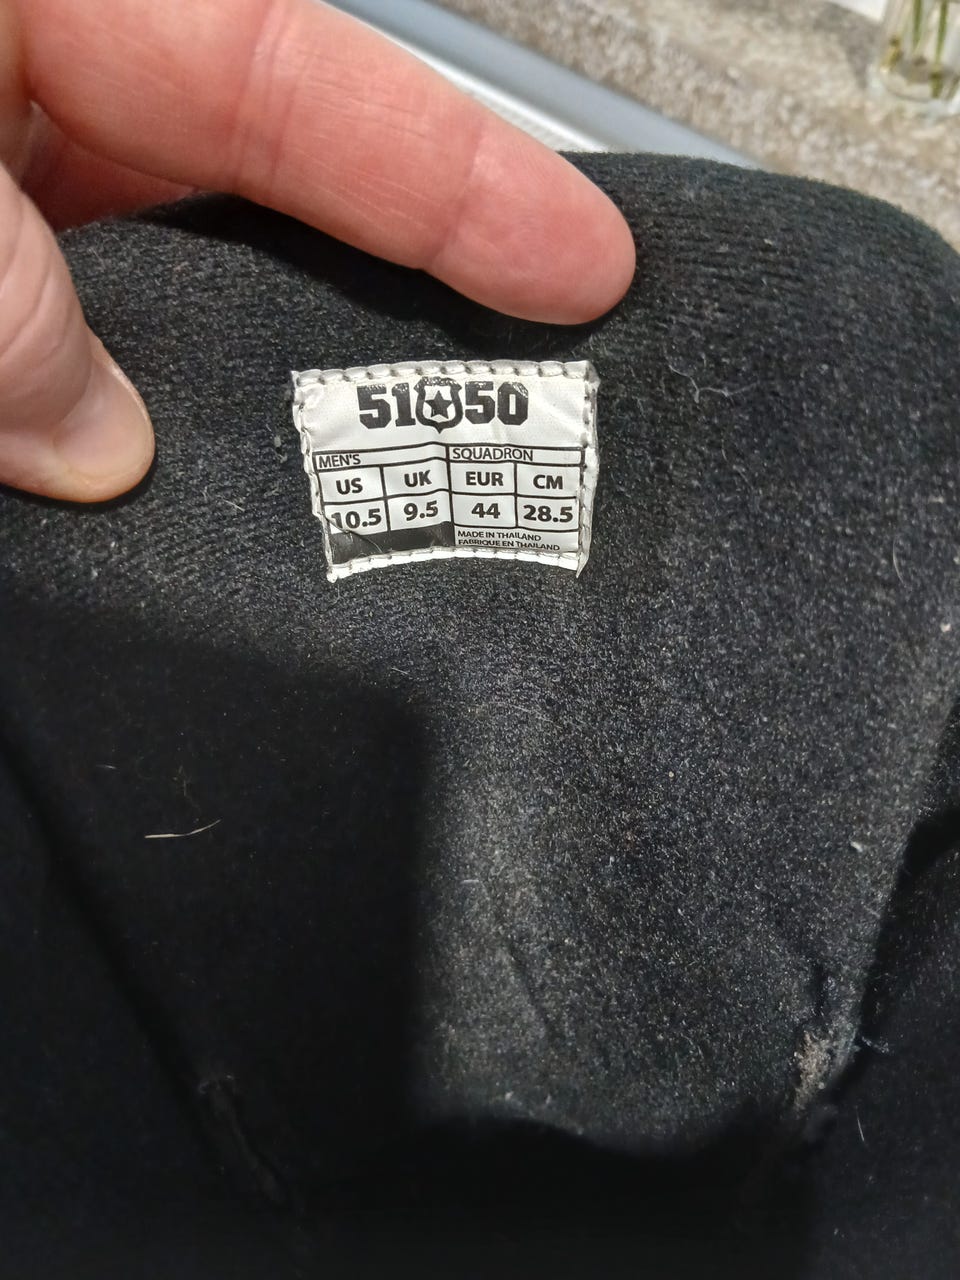 51 50
MEN'S SQUADRON
US UK EUR CM
10.5 9.5 44 28.5
MADE IN THAILAND
FABRIQUE EN THAILAND